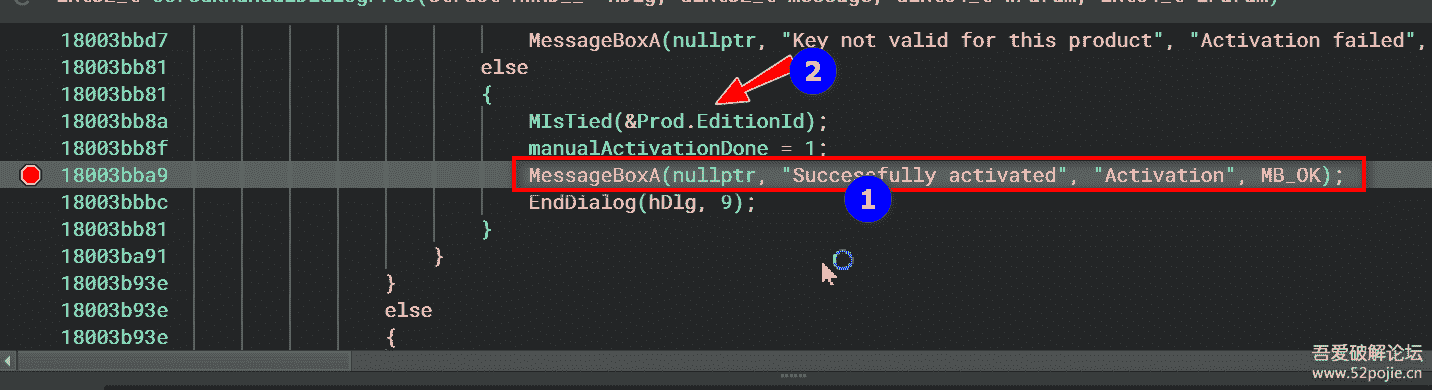 18003bbd7 MessageBoxA(nullptr, "Key not valid for this product", "Activation failed",
18003bb81 else
18003bb81 {
18003bb8a MIsTied(&Prod.EditionId);
18003bb8f manualActivationDone = 1;
18003bba9 MessageBoxA(nullptr, "Successfully activated", "Activation", MB_OK);
18003bbbc EndDialog(hDlg, 9);
18003bb81 }
18003ba91 }
18003b93e }
18003b93e else
18003b93e {
2
1
吾爱破解论坛
www.52pojie.cn